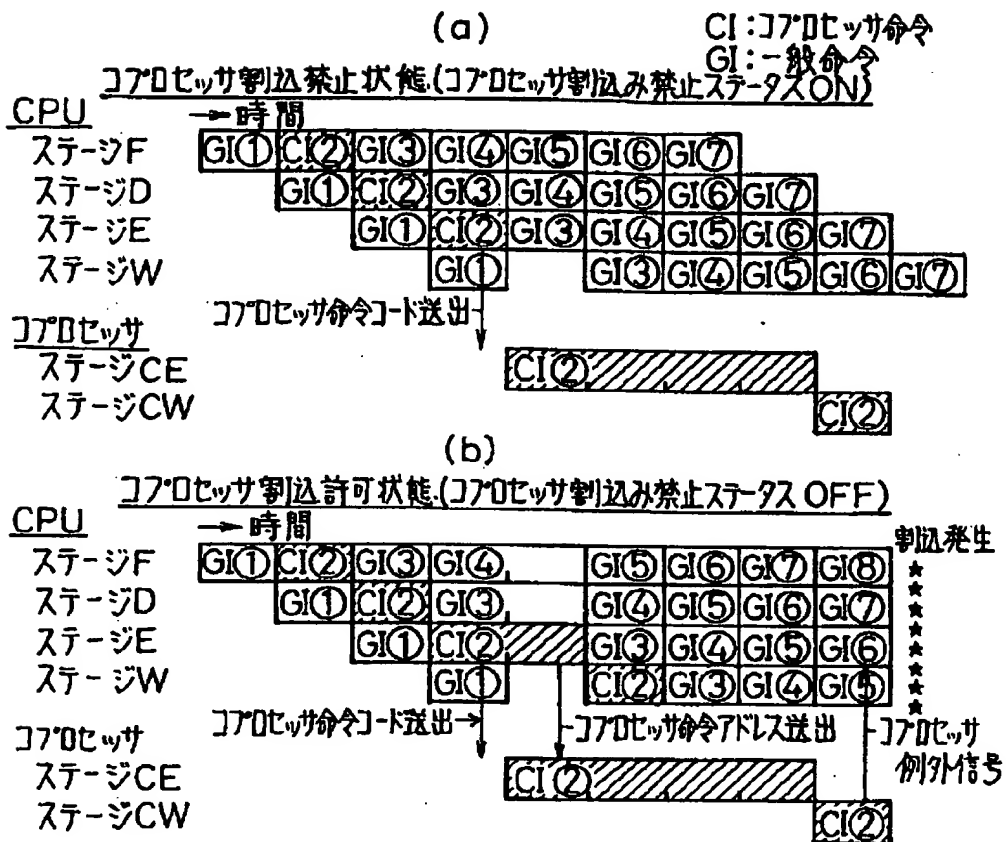 (a)
CI:コプロセッサ命令
GI:一般命令
コプロセッサ割込禁止状態.(コプロセッサ割込み禁止ステータスON)
CPU
→時間
ステージF GI① CI② GI③ GI④ GI⑤ GI⑥ GI⑦
ステージD GI① CI② GI③ GI④ GI⑤ GI⑥ GI⑦
ステージE GI① CI② GI③ GI④ GI⑤ GI⑥ GI⑦
ステージW GI① GI③ GI④ GI⑤ GI⑥ GI⑦
コプロセッサ命令コード送出
コプロセッサ
ステージCE CI②
ステージCW CI②
(b)
コプロセッサ割込許可状態.(コプロセッサ割込み禁止ステータス OFF)
CPU
→時間
割込発生
ステージF GI① CI② GI③ GI④ GI⑤ GI⑥ GI⑦ GI⑧
ステージD GI① CI② GI③ GI④ GI⑤ GI⑥ GI⑦
ステージE GI① CI② GI③ GI④ GI⑤ GI⑥
ステージW GI① CI② GI③ GI④ GI⑤
コプロセッサ命令コード送出
コプロセッサ命令アドレス送出
コプロセッサ
例外信号
コプロセッサ
ステージCE CI②
ステージCW CI②